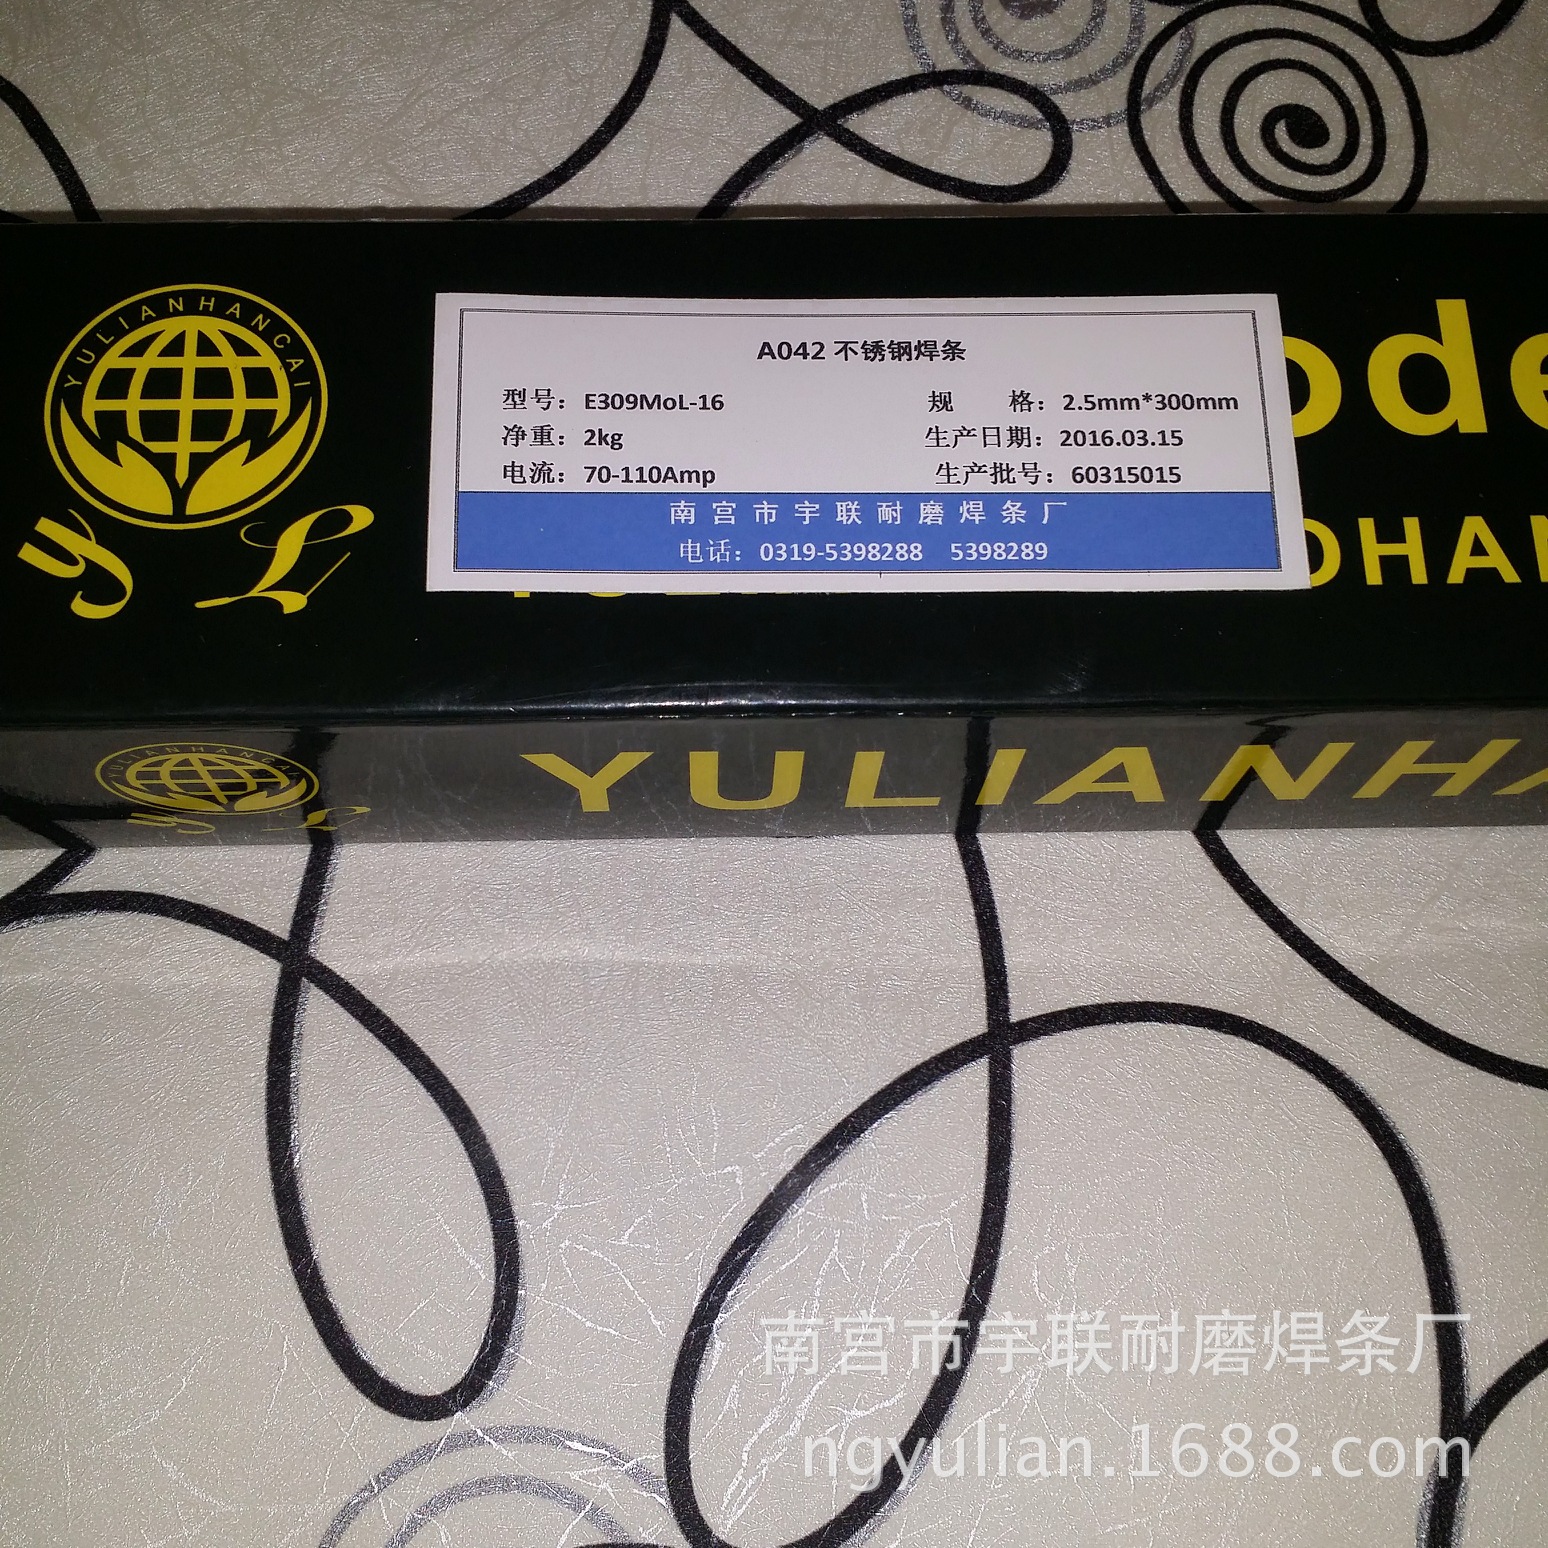 YULIANHANCAI
Y L
ode
A042 不锈钢焊条
型号：E309MoL-16 规 格：2.5mm*300mm
净重：2kg 生产日期：2016.03.15
电流：70-110Amp 生产批号：60315015
南宫市宇联耐磨焊条厂
电话：0319-5398288 5398289
OHAN
YULIANHANCAI
Y L
YULIANHA
南宫市宇联耐磨焊条厂
ngyulian.1688.com